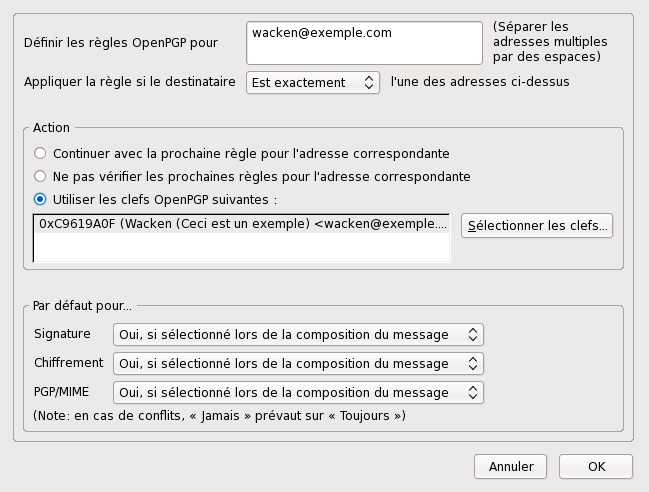 Définir les règles OpenPGP pour
wacken@exemple.com
(Séparer les
adresses multiples
par des espaces)
Appliquer la règle si le destinataire
Est exactement
l'une des adresses ci-dessus
Action
Continuer avec la prochaine règle pour l'adresse correspondante
Ne pas vérifier les prochaines règles pour l'adresse correspondante
Utiliser les clefs OpenPGP suivantes :
0xC9619A0F (Wacken (Ceci est un exemple) <wacken@exemple....
Sélectionner les clefs...
Par défaut pour...
Signature
Oui, si sélectionné lors de la composition du message
Chiffrement
Oui, si sélectionné lors de la composition du message
PGP/MIME
Oui, si sélectionné lors de la composition du message
(Note: en cas de conflits, « Jamais » prévaut sur « Toujours »)
Annuler
OK